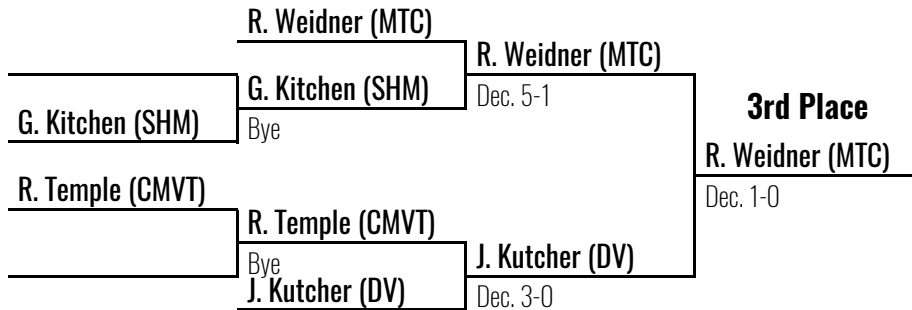 R. Weidner (MTC)
R. Weidner (MTC)
G. Kitchen (SHM)
Dec. 5-1
3rd Place
G. Kitchen (SHM)
Bye
R. Weidner (MTC)
R. Temple (CMVT)
Dec. 1-0
R. Temple (CMVT)
Bye
J. Kutcher (DV)
J. Kutcher (DV)
Dec. 3-0